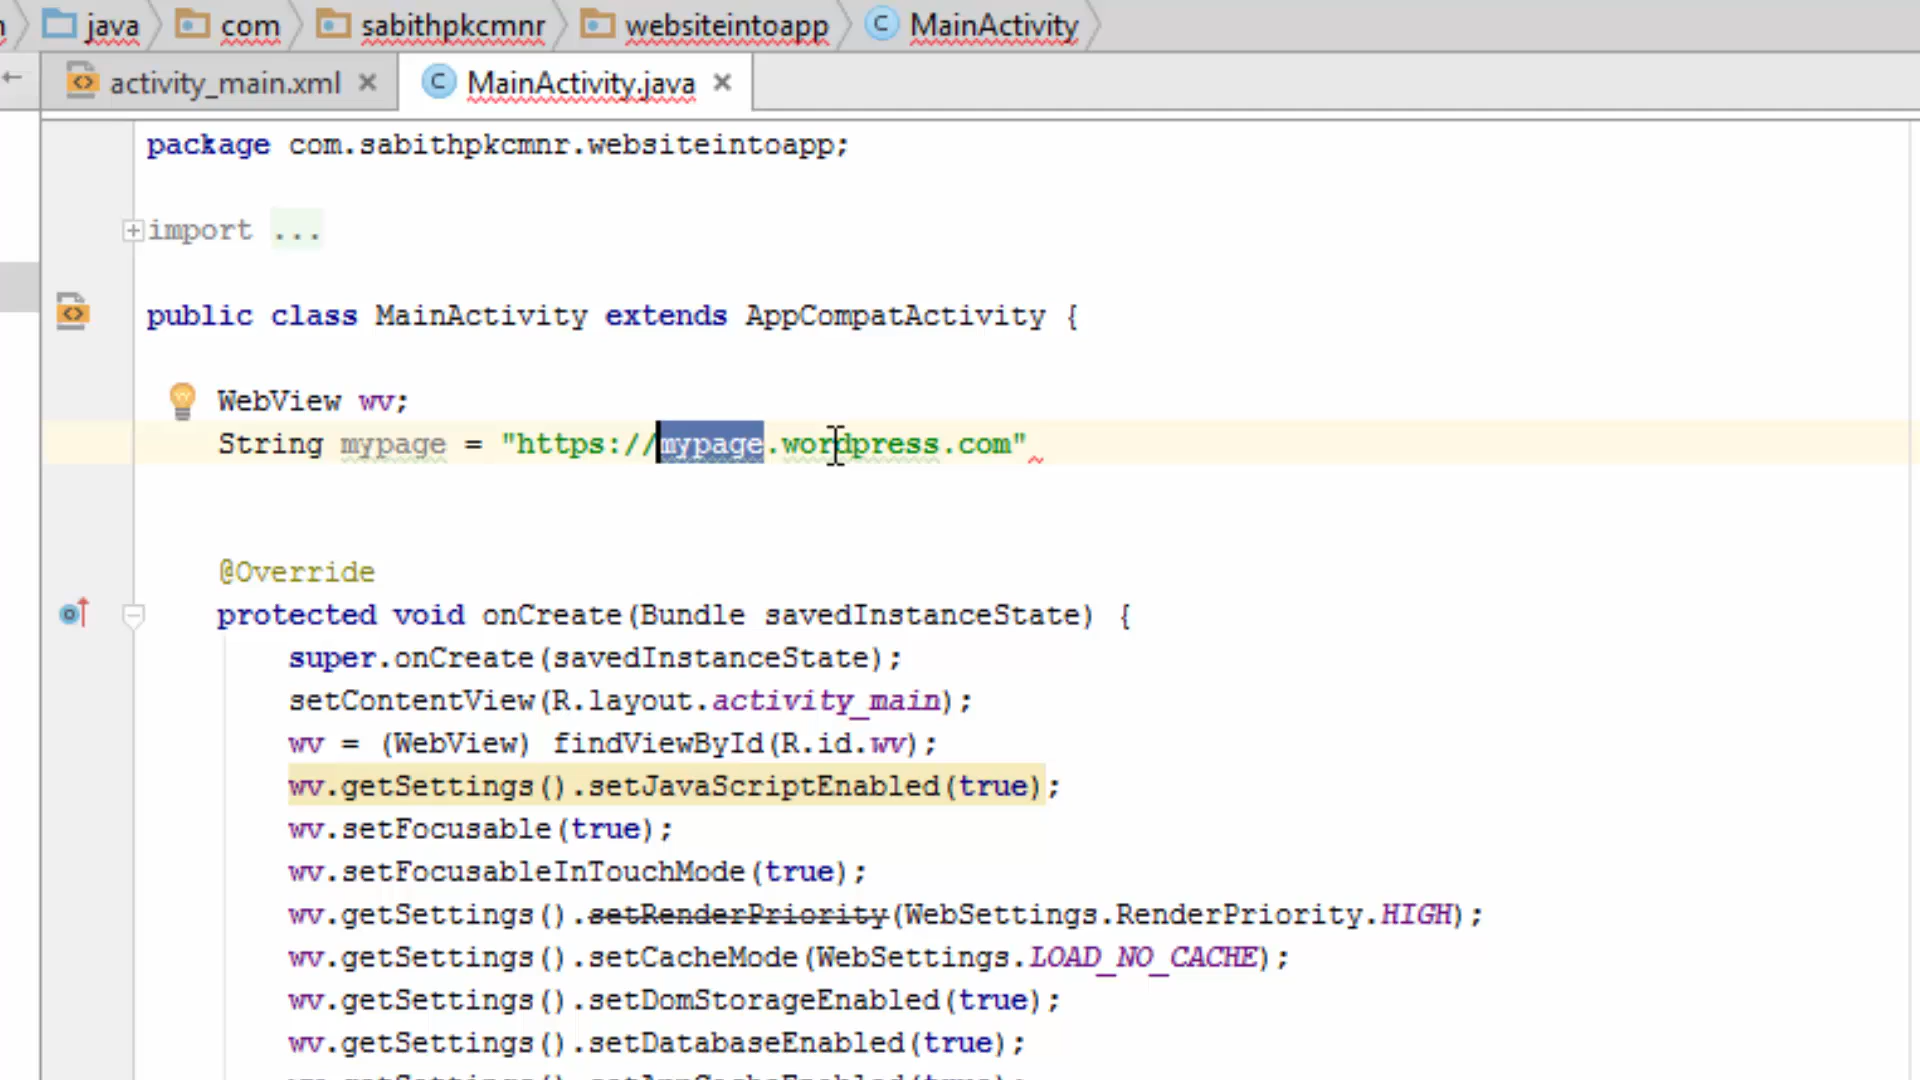 java com sabithpkcmnr websiteintoapp C MainActivity
activity_main.xml C MainActivity.java
package com.sabithpkcmnr.websiteintoapp;
import ...
public class MainActivity extends AppCompatActivity {
WebView wv;
String mypage = "https://mypage.wordpress.com"
@Override
protected void onCreate(Bundle savedInstanceState) {
super.onCreate(savedInstanceState);
setContentView(R.layout.activity_main);
wv = (WebView) findViewById(R.id.wv);
wv.getSettings().setJavaScriptEnabled(true);
wv.setFocusable(true);
wv.setFocusableInTouchMode(true);
wv.getSettings().setRenderPriority(WebSettings.RenderPriority.HIGH);
wv.getSettings().setCacheMode(WebSettings.LOAD_NO_CACHE);
wv.getSettings().setDomStorageEnabled(true);
wv.getSettings().setDatabaseEnabled(true);